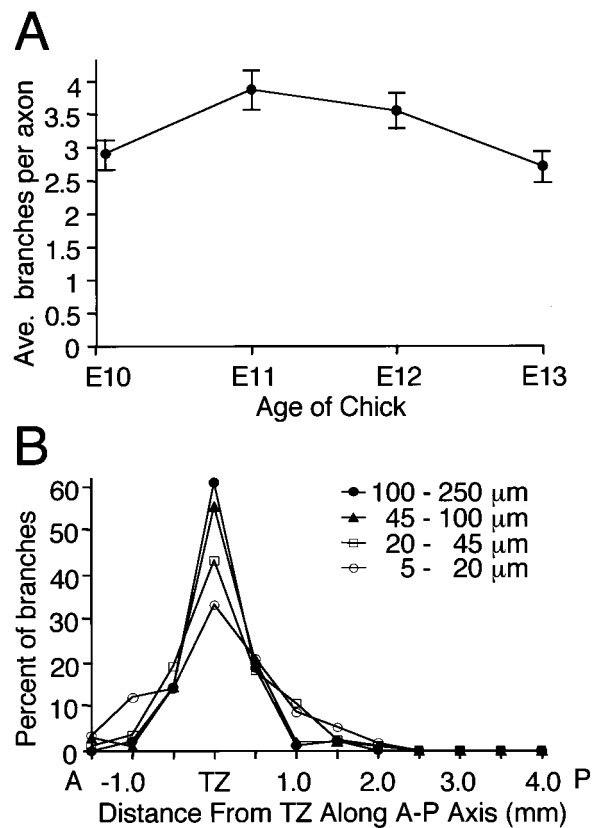 A
Ave. branches per axon
4
3.5
3
2.5
2
1.5
1
0.5
0
E10 E11 E12 E13
Age of Chick
B
Percent of branches
60
50
40
30
20
10
0
100 - 250 μm
45 - 100 μm
20 - 45 μm
5 - 20 μm
A -1.0 TZ 1.0 2.0 3.0 4.0 P
Distance From TZ Along A-P Axis (mm)